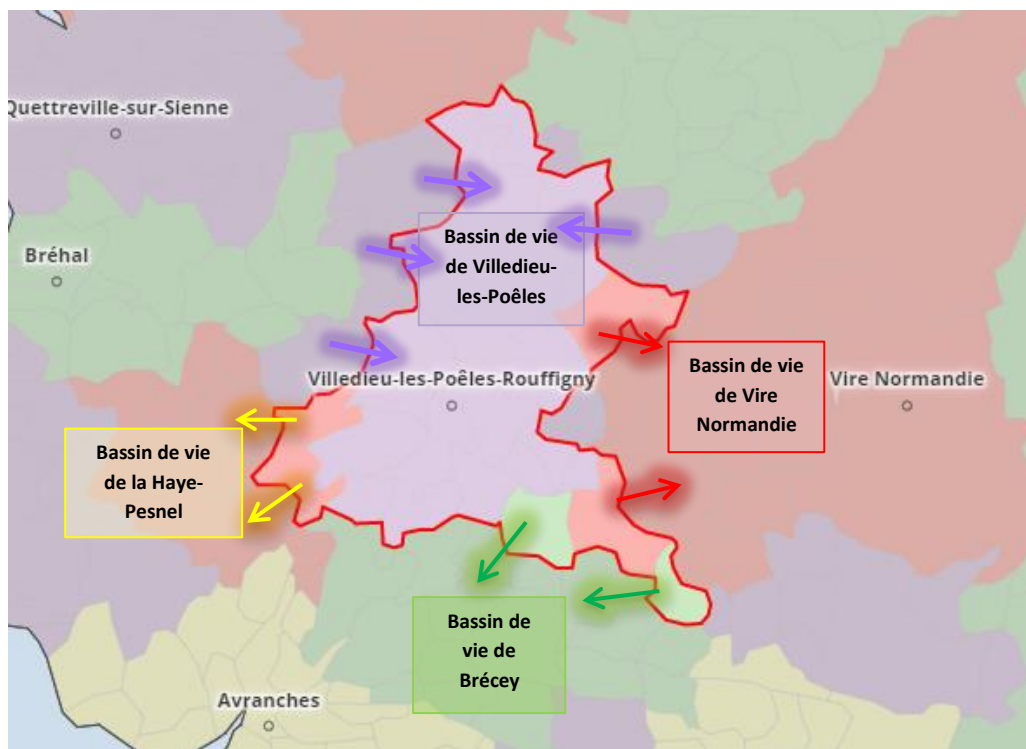 Quettreville-sur-Sienne
Bréhal
Bassin de vie
de Villedieu-
les-Poêles
Bassin de vie
de Vire
Normandie
Villedieu-les-Poêles-Rouffigny
Vire Normandie
Bassin de vie
de la Haye-
Pesnel
Bassin de
vie de
Brécey
Avranches